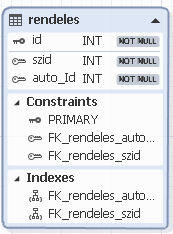 rendeles
id INT NOT NULL
szid INT NOT NULL
auto_Id INT NOT NULL
Constraints
PRIMARY
FK_rendeles_auto...
FK_rendeles_szid
Indexes
FK_rendeles_auto...
FK_rendeles_szid